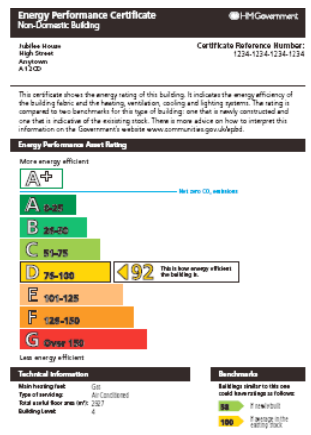 Energy Performance Certificate
Non-Domestic Building
HM Government
Jubilee House
High Street
Anytown
A1 2CD
Certificate Reference Number:
1234-1234-1234-1234
This certificate shows the energy rating of this building. It indicates the energy efficiency of
the building fabric and the heating, ventilation, cooling and lighting systems. The rating is
compared to two benchmarks for this type of building: one that is newly constructed and
one that is indicative of the existing stock. There is more advice on how to interpret this
information on the Government's website www.communities.gov.uk/epbd.
Energy Performance Asset Rating
More energy efficient
A+
Net zero CO₂ emissions
A 0-25
B 26-50
C 51-75
D 76-100
92 This is how energy efficient
the building is.
E 101-125
F 126-150
G Over 150
Less energy efficient
Technical Information
Main heating fuel: Gas
Type of servicing: Air Conditioned
Total useful floor area (m²): 2927
Building Level: 4
Benchmarks
Buildings similar to this one
could have ratings as follows:
58 If newly built
100 If average in the
existing stock